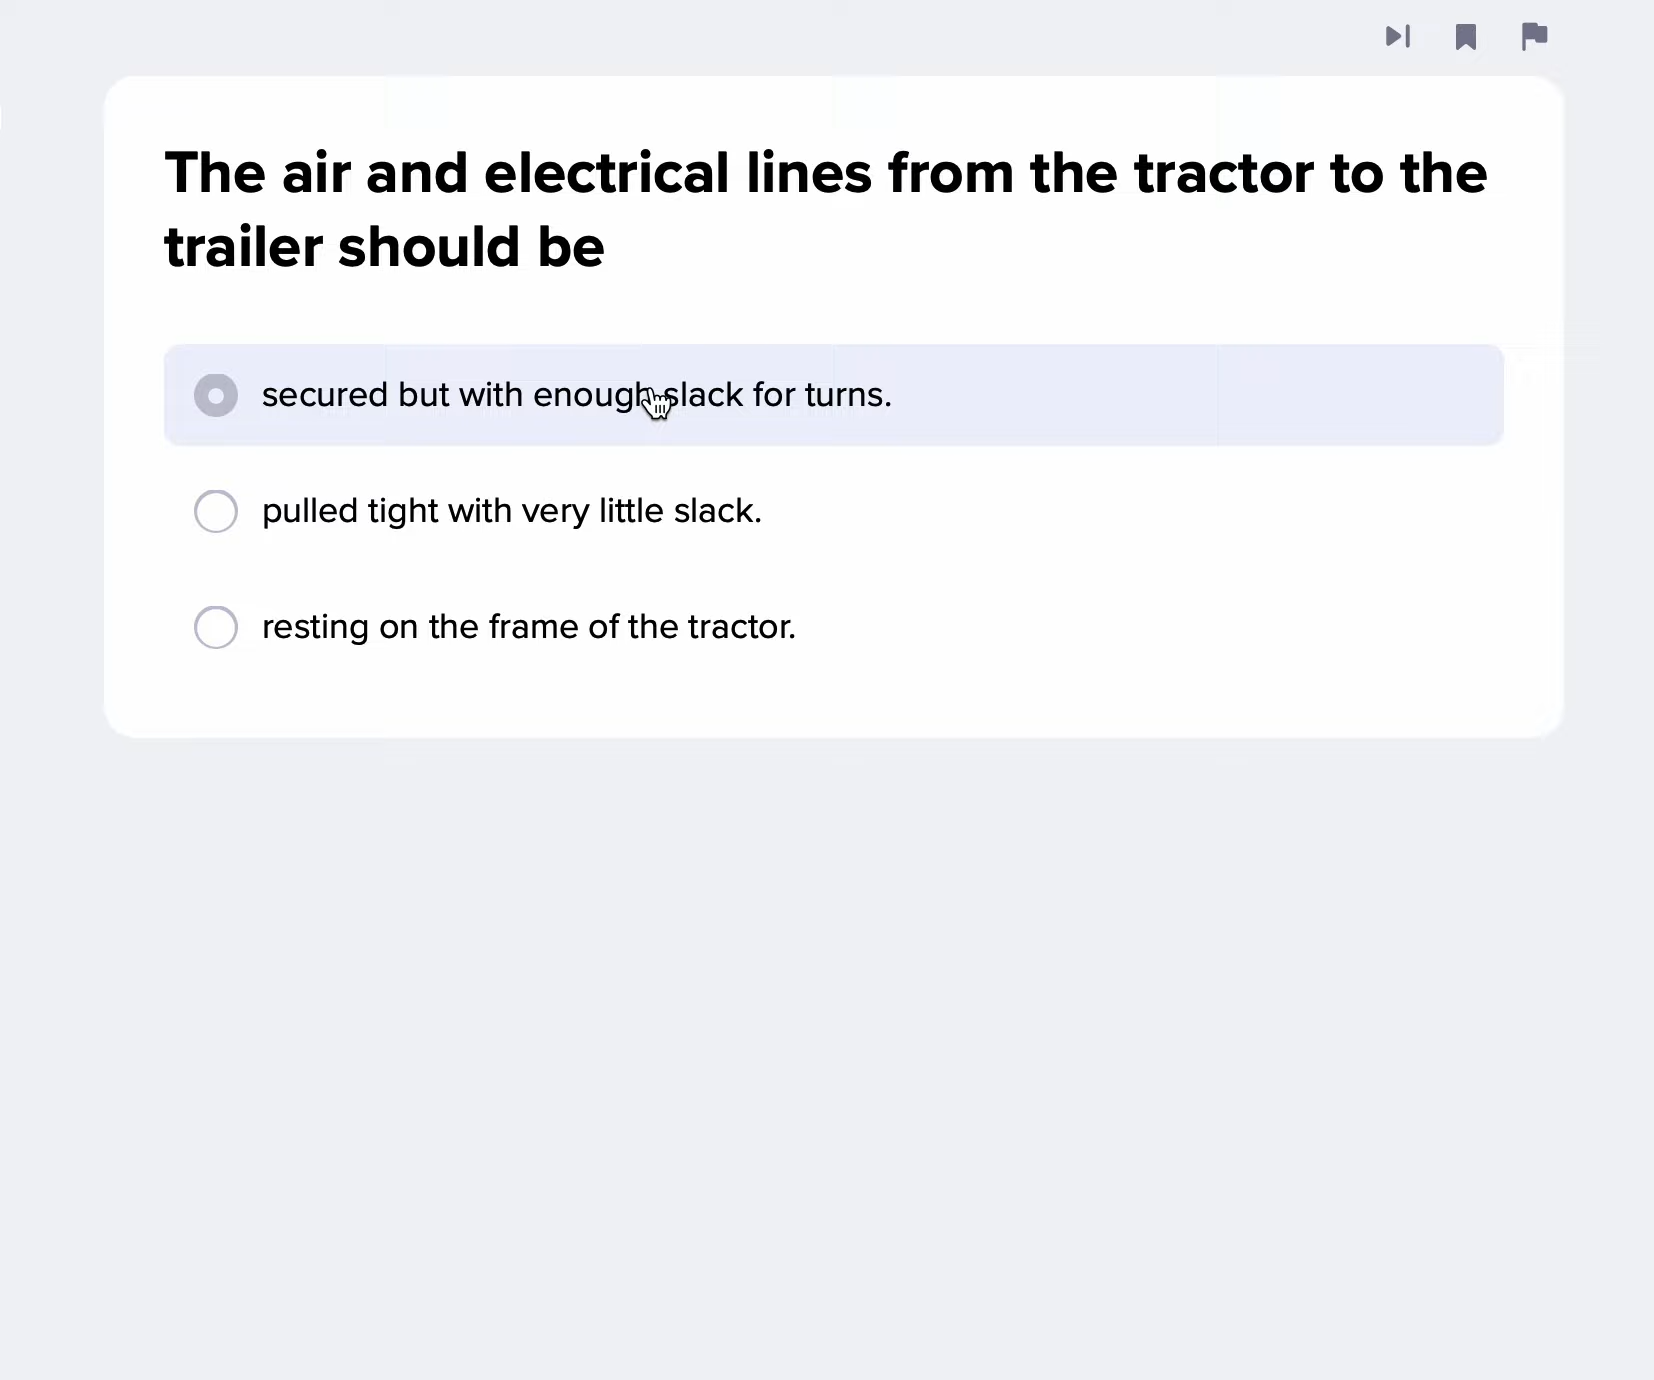 The air and electrical lines from the tractor to the
trailer should be
secured but with enough slack for turns.
pulled tight with very little slack.
resting on the frame of the tractor.